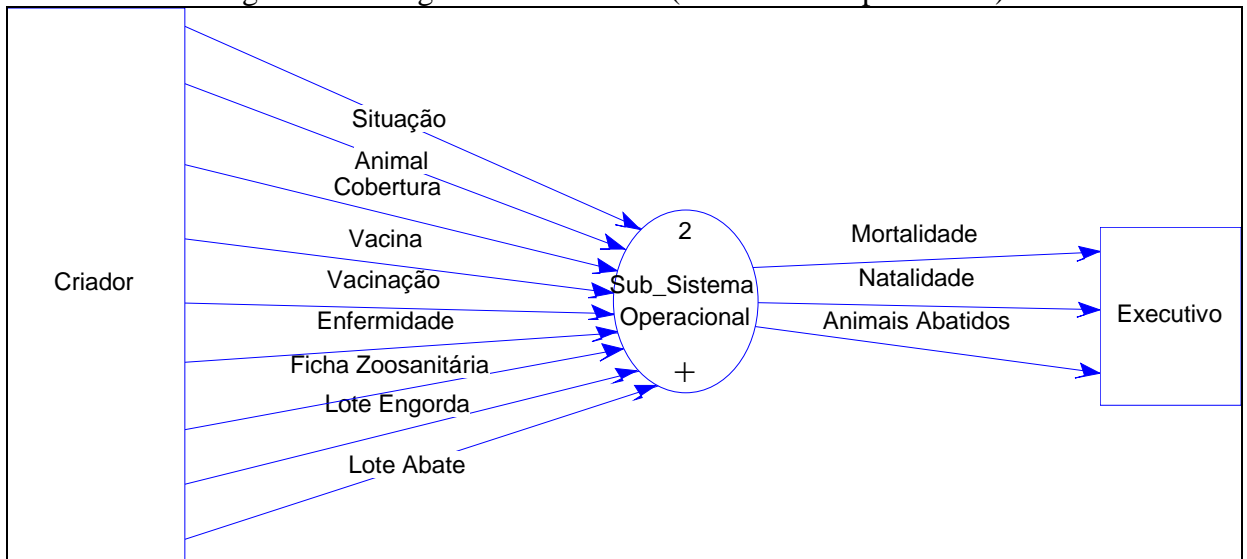 Criador
Situação
Animal
Cobertura
Vacina
Vacinação
Enfermidade
Ficha Zoosanitária
Lote Engorda
Lote Abate
2
Sub_Sistema
Operacional
+
Mortalidade
Natalidade
Animais Abatidos
Executivo